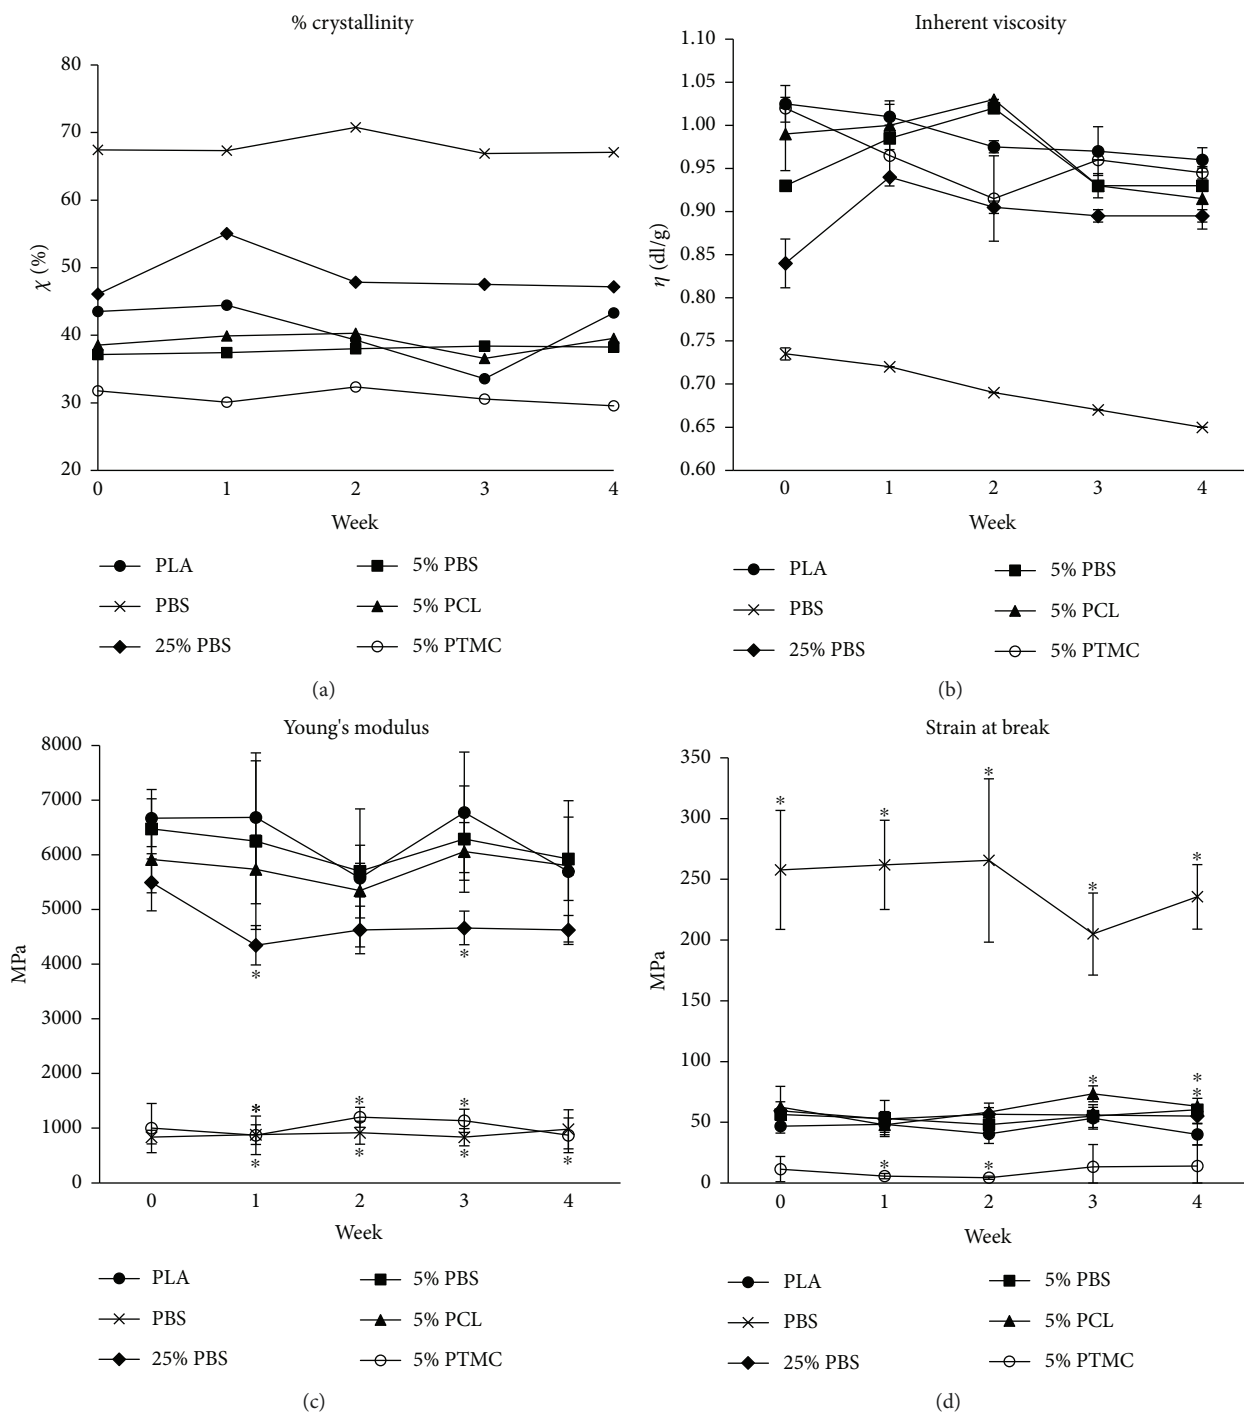 % crystallinity
80
70
60
50
40
30
20
χ (%)
0 1 2 3 4
Week
PLA 5% PBS
PBS 5% PCL
25% PBS 5% PTMC
(a)
Inherent viscosity
1.10
1.05
1.00
0.95
0.90
0.85
0.80
0.75
0.70
0.65
0.60
η (dl/g)
0 1 2 3 4
Week
PLA 5% PBS
PBS 5% PCL
25% PBS 5% PTMC
(b)
Young's modulus
8000
7000
6000
5000
4000
3000
2000
1000
0
MPa
* *
* * *
* * * *
0 1 2 3 4
Week
PLA 5% PBS
PBS 5% PCL
25% PBS 5% PTMC
(c)
Strain at break
350
300
250
200
150
100
50
0
MPa
* * * * *
* * *
* *
0 1 2 3 4
Week
PLA 5% PBS
PBS 5% PCL
25% PBS 5% PTMC
(d)